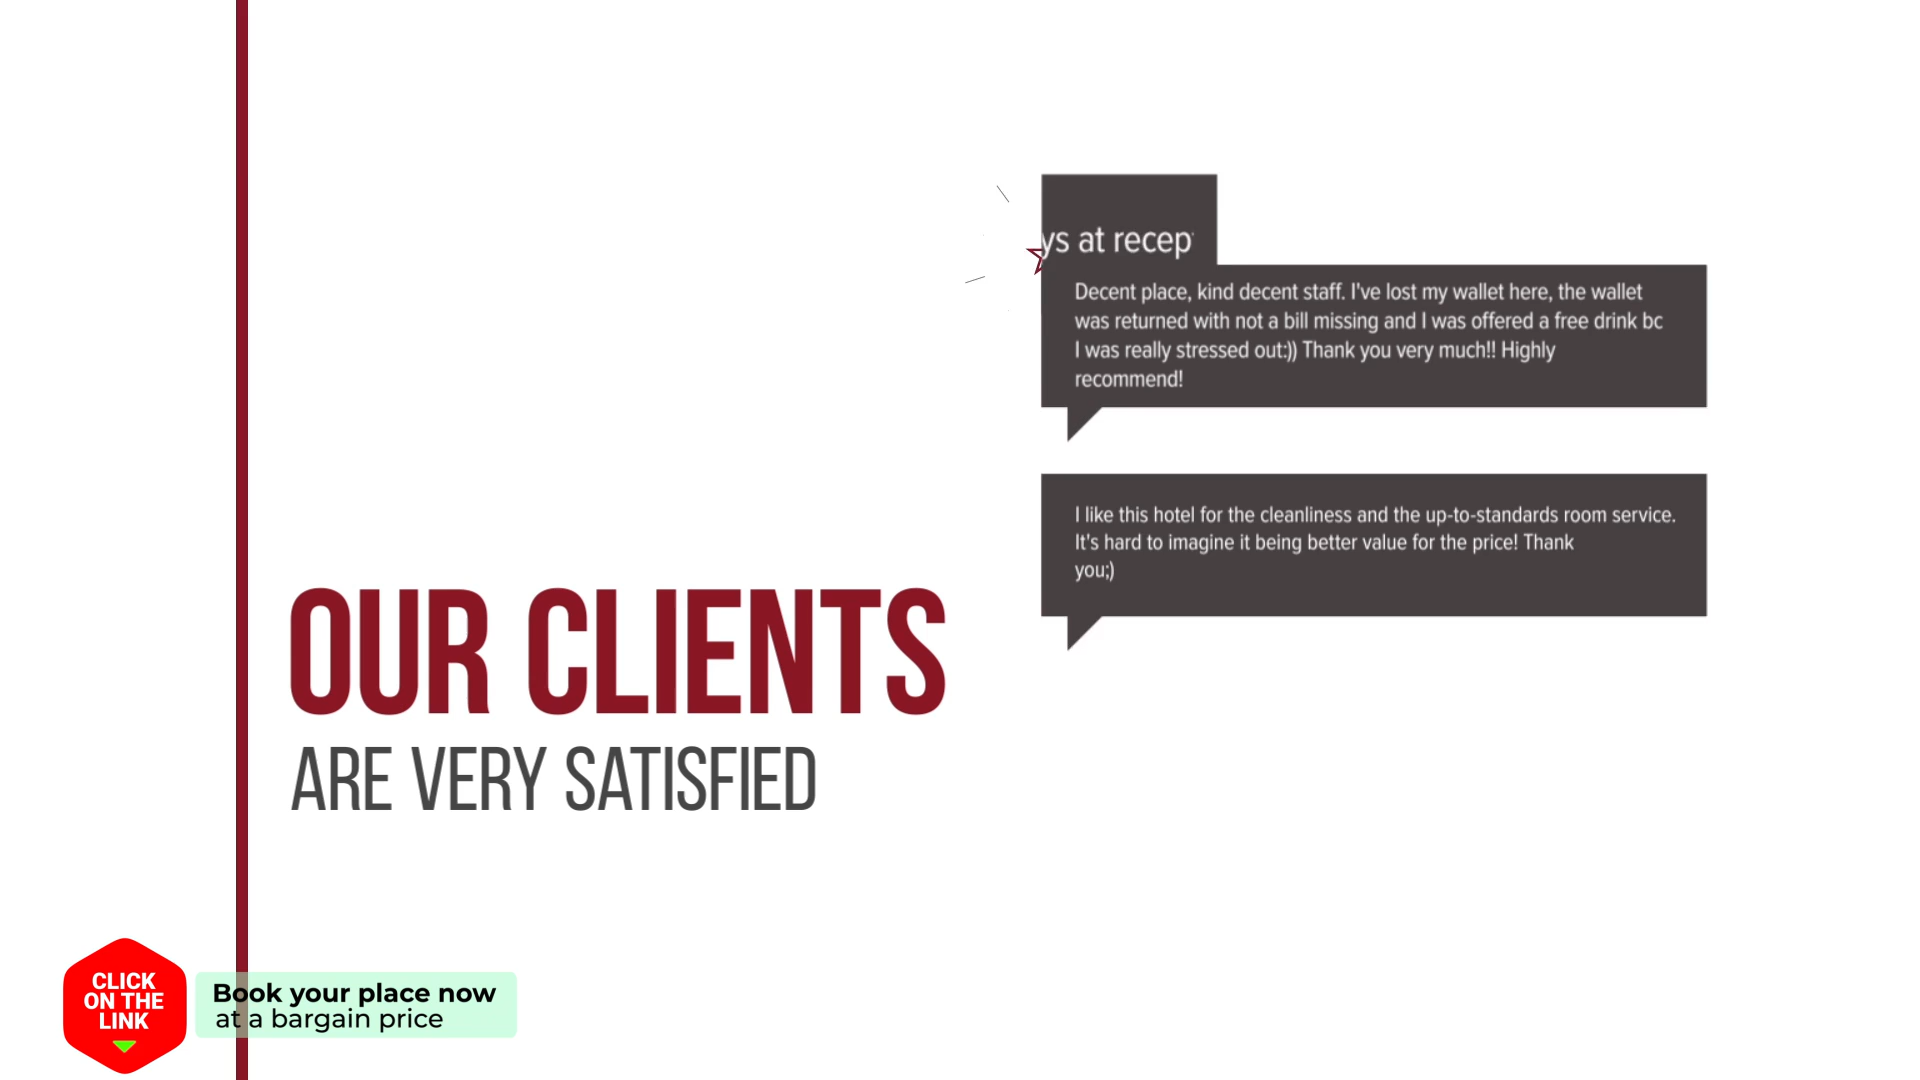 at recep
Decent place, kind decent staff. I've lost my wallet here, the wallet
was returned with not a bill missing and I was offered a free drink bc
I was really stressed out:)) Thank you very much!! Highly
recommend!
I like this hotel for the cleanliness and the up-to-standards room service.
It's hard to imagine it being better value for the price! Thank
you;)
OUR CLIENTS
ARE VERY SATISFIED
CLICK
ON THE
LINK
Book your place now
at a bargain price